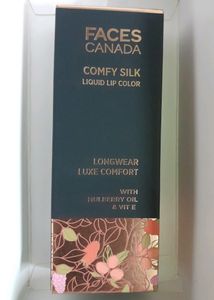 FACES
CANADA
COMFY SILK
LIQUID LIP COLOR
LONGWEAR
LUXE COMFORT
WITH
MULBERRY OIL
& VIT E